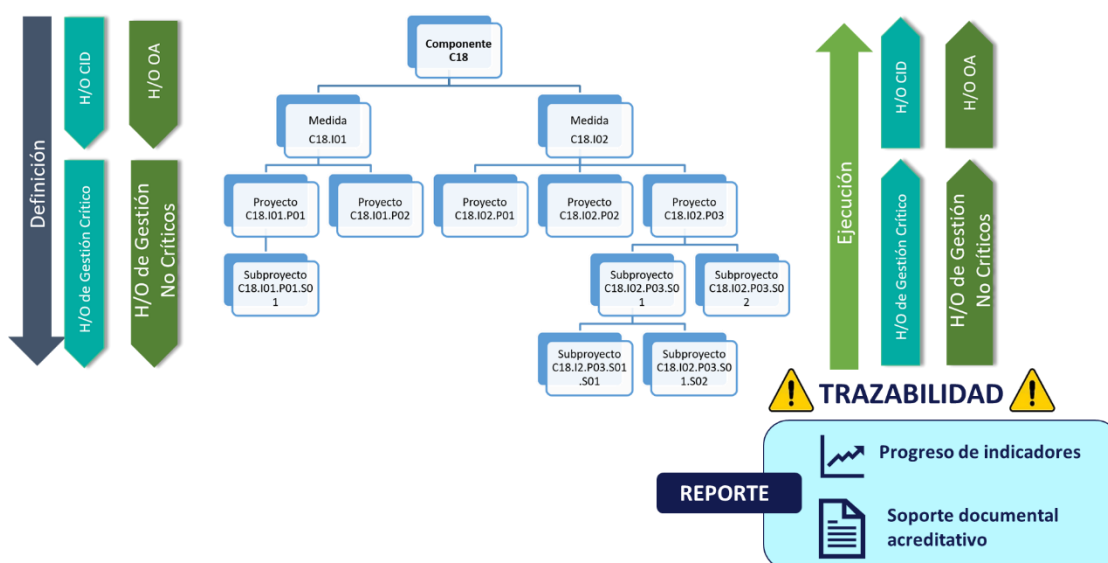 Definición
H/O CID
H/O OA
H/O de Gestión Crítico
H/O de Gestión
No Críticos
Componente
C18
Medida
C18.I01
Medida
C18.I02
Proyecto
C18.I01.P01
Proyecto
C18.I01.P02
Proyecto
C18.I02.P01
Proyecto
C18.I02.P02
Proyecto
C18.I02.P03
Subproyecto
C18.I01.P01.S0
1
Subproyecto
C18.I02.P03.S0
1
Subproyecto
C18.I02.P03.S0
2
Subproyecto
C18.I2.P03.S01
.S01
Subproyecto
C18.I02.P03.S0
1.S02
Ejecución
H/O CID
H/O OA
H/O de Gestión Crítico
H/O de Gestión
No Críticos
TRAZABILIDAD
REPORTE
Progreso de indicadores
Soporte documental
acreditativo